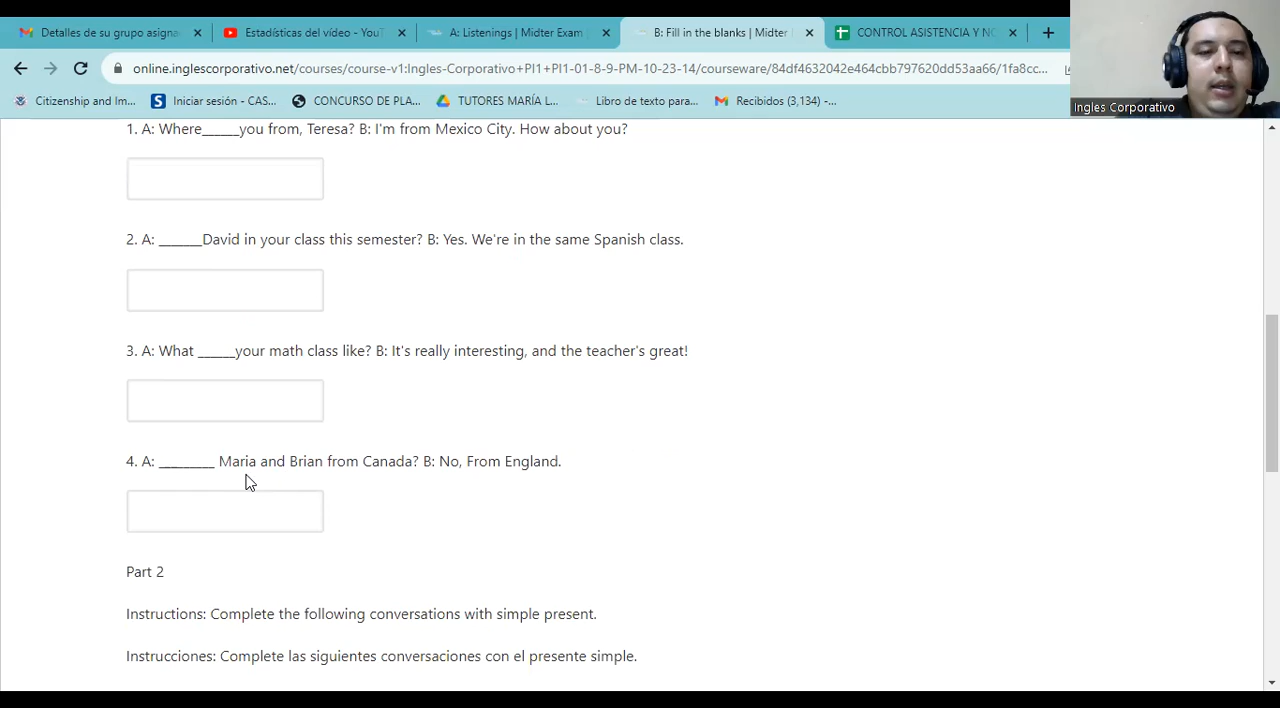 Detalles de su grupo asigna
Estadísticas del vídeo - YouT
A: Listenings | Midter Exam
B: Fill in the blanks | Midter
CONTROL ASISTENCIA Y NO
online.inglescorporativo.net/courses/course-v1:Ingles-Corporativo+PI1+PI1-01-8-9-PM-10-23-14/courseware/84df4632042e464cbb797620dd53aa66/1fa8cc...
Citizenship and Im...
Iniciar sesión - CAS...
CONCURSO DE PLA...
TUTORES MARÍA L...
Libro de texto para...
Recibidos (3,134) -...
Ingles Corporativo
1. A: Where______you from, Teresa? B: I'm from Mexico City. How about you?
2. A: _______David in your class this semester? B: Yes. We're in the same Spanish class.
3. A: What ______your math class like? B: It's really interesting, and the teacher's great!
4. A: _________ Maria and Brian from Canada? B: No, From England.
Part 2
Instructions: Complete the following conversations with simple present.
Instrucciones: Complete las siguientes conversaciones con el presente simple.